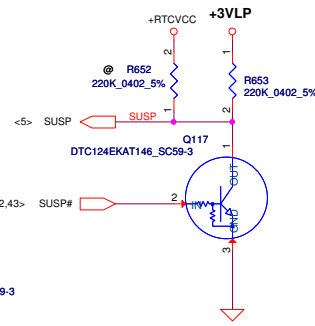 +RTCVCC
+3VLP
2
1
@ R652
220K_0402_5%
R653
220K_0402_5%
1
2
<5> SUSP
SUSP
Q117
DTC124EKAT146_SC59-3
1
OUT
2,43> SUSP#
2
IN
GND
3
9-3